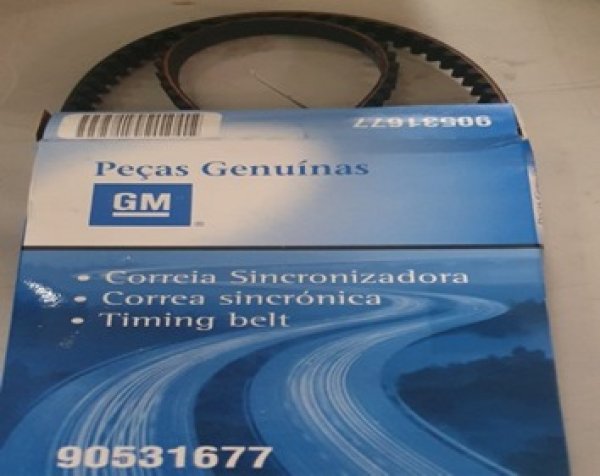 90531677
Peças Genuínas
GM
®
• Correia Sincronizadora
• Correa sincrónica
• Timing belt
90531677